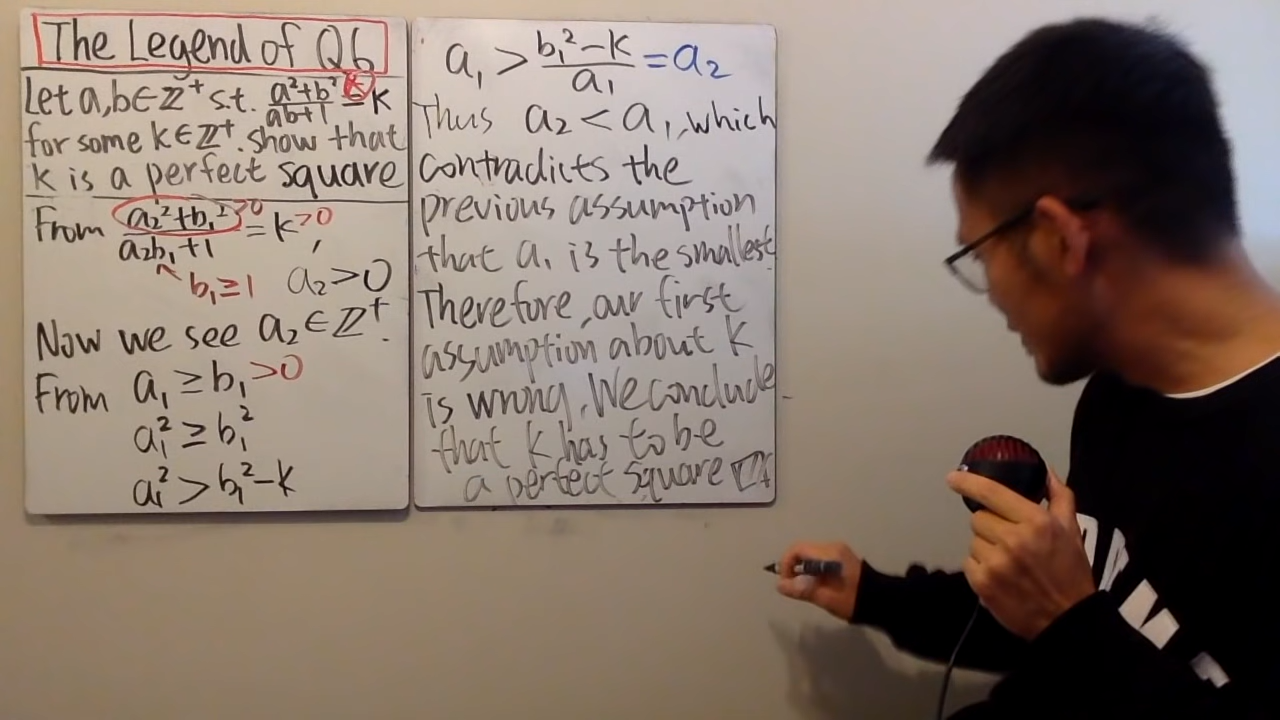 The Legend of Q6
Let a,b∈ℤ⁺ s.t. (a²+b²)/(ab+1) = k
for some k∈ℤ⁺. show that
k is a perfect square
From (a₂²+b₁²)/(a₂b₁+1) = k, >0 >0
b₁≥1 a₂>0
Now we see a₂∈ℤ⁺.
From a₁ ≥ b₁ >0
a₁² ≥ b₁²
a₁² > b₁²-k
a₁ > (b₁²-k)/a₁ = a₂
Thus a₂ < a₁, which
contradicts the
previous assumption
that a₁ is the smallest
Therefore, our first
assumption about k
is wrong. We conclude
that k has to be
a perfect square